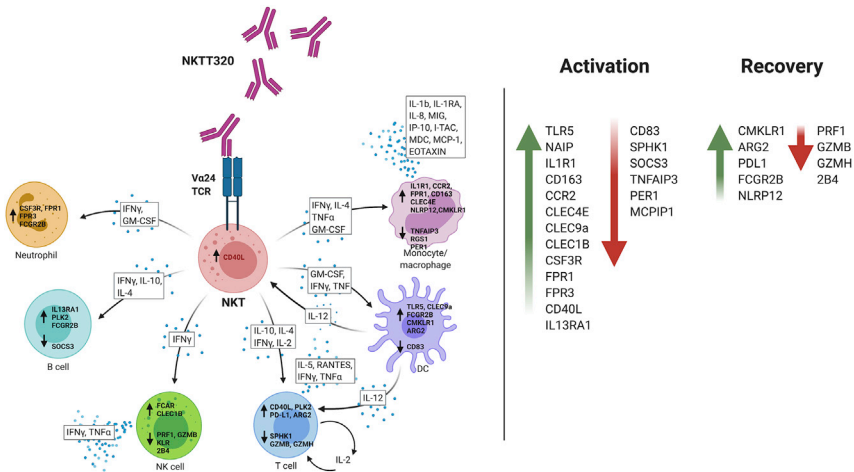 NKTT320
Vα24
TCR
CD40L
NKT
IL-1b, IL-1RA,
IL-8, MIG,
IP-10, I-TAC,
MDC, MCP-1,
EOTAXIN
IFNγ, IL-4
TNFα
GM-CSF
IL1R1, CCR2,
FPR1, CD163
CLEC4E
NLRP12,CMKLR1
TNFAIP3
RGS1
PER1
Monocyte/
macrophage
IFNγ,
GM-CSF
CSF3R, FPR1
FPR3
FCGR2B
Neutrophil
IFNγ, IL-10,
IL-4
IL13RA1
PLK2
FCGR2B
SOCS3
B cell
GM-CSF,
IFNγ, TNF
IL-12
TLR5, CLEC9a
FCGR2B
CMKLR1
ARG2
CD83
DC
IFNγ
IL-10, IL-4
IFNγ, IL-2
IL-5, RANTES,
IFNγ, TNFα
IL-12
FCAR
CLEC1B
PRF1, GZMB
KLR
2B4
NK cell
IFNγ, TNFα
CD40L, PLK2
PD-L1, ARG2
SPHK1
GZMB, GZMH
T cell
IL-2
Activation
TLR5
NAIP
IL1R1
CD163
CCR2
CLEC4E
CLEC9a
CLEC1B
CSF3R
FPR1
FPR3
CD40L
IL13RA1
CD83
SPHK1
SOCS3
TNFAIP3
PER1
MCPIP1
Recovery
CMKLR1
ARG2
PDL1
FCGR2B
NLRP12
PRF1
GZMB
GZMH
2B4